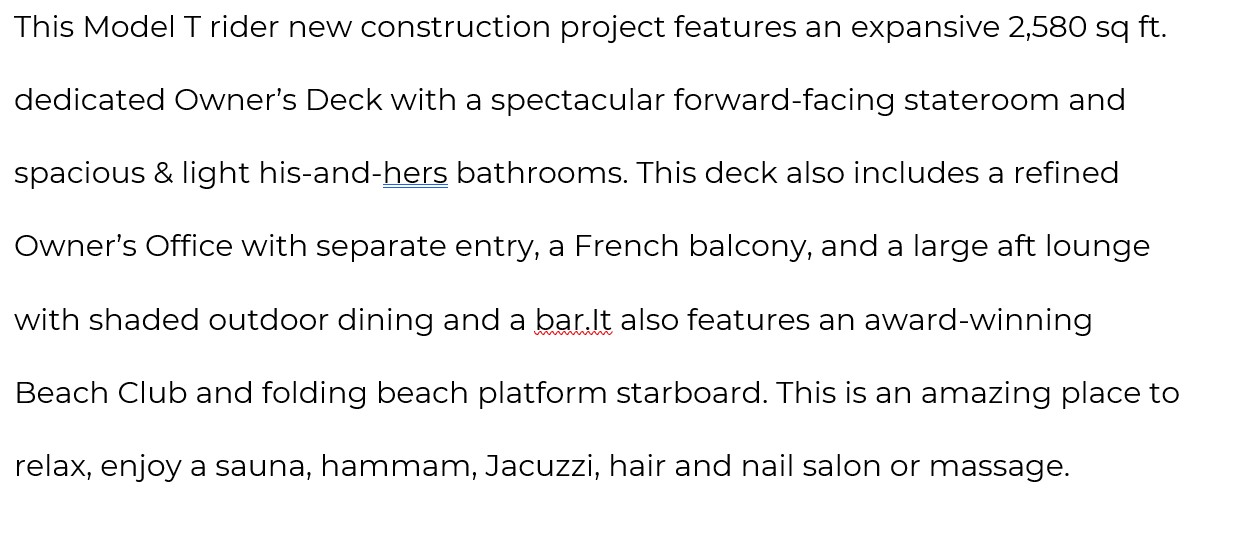 This Model T rider new construction project features an expansive 2,580 sq ft.
dedicated Owner’s Deck with a spectacular forward-facing stateroom and
spacious & light his-and-hers bathrooms. This deck also includes a refined
Owner’s Office with separate entry, a French balcony, and a large aft lounge
with shaded outdoor dining and a bar.It also features an award-winning
Beach Club and folding beach platform starboard. This is an amazing place to
relax, enjoy a sauna, hammam, Jacuzzi, hair and nail salon or massage.